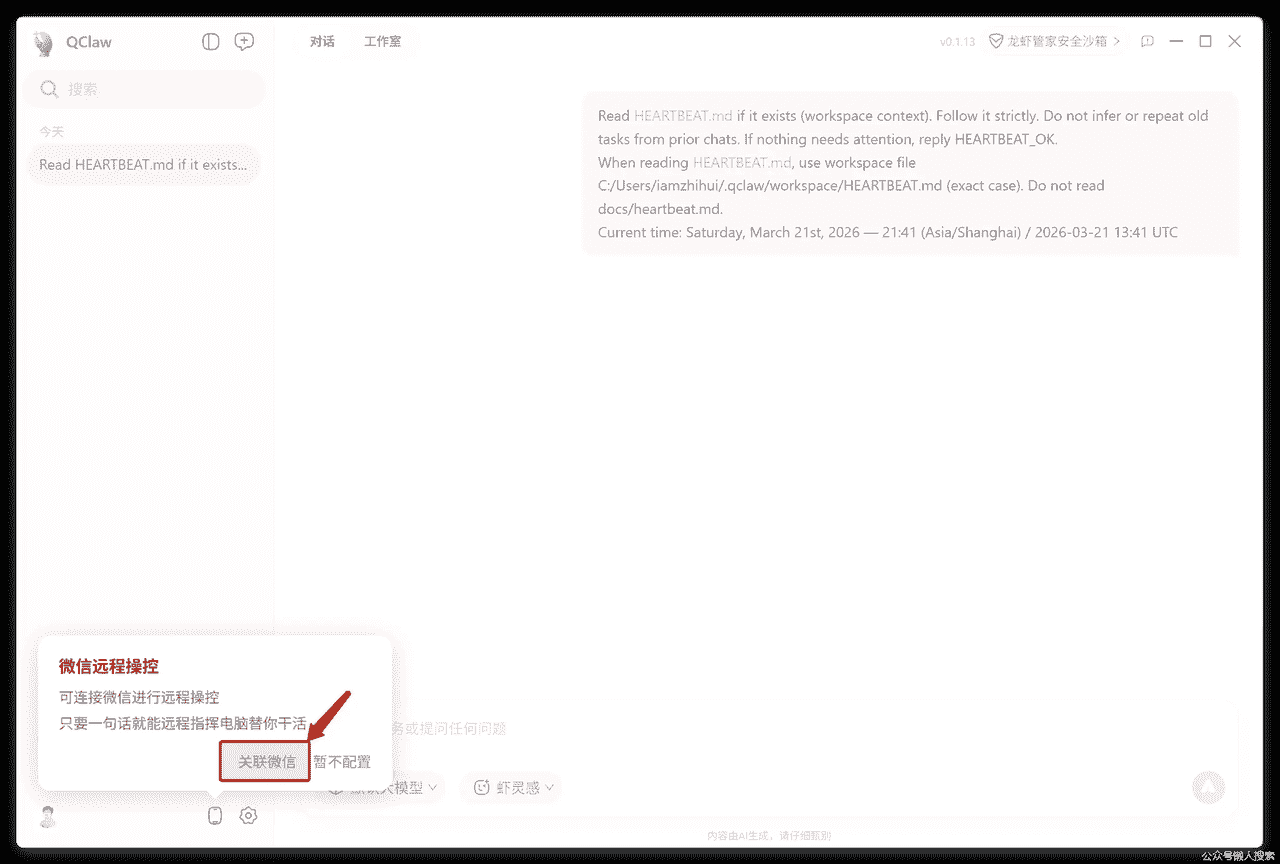 QClaw
对话
工作室
v0.1.13
龙虾管家安全沙箱 >
搜索
今天
Read HEARTBEAT.md if it exists...
Read HEARTBEAT.md if it exists (workspace context). Follow it strictly. Do not infer or repeat old
tasks from prior chats. If nothing needs attention, reply HEARTBEAT_OK.
When reading HEARTBEAT.md, use workspace file
C:/Users/iamzhihui/.qclaw/workspace/HEARTBEAT.md (exact case). Do not read
docs/heartbeat.md.
Current time: Saturday, March 21st, 2026 — 21:41 (Asia/Shanghai) / 2026-03-21 13:41 UTC
微信远程操控
可连接微信进行远程操控
只要一句话就能远程指挥电脑替你干活
关联微信
暂不配置
务或提问任何问题
大模型
虾灵感
内容由AI生成，请仔细甄别
公众号懒人搜索